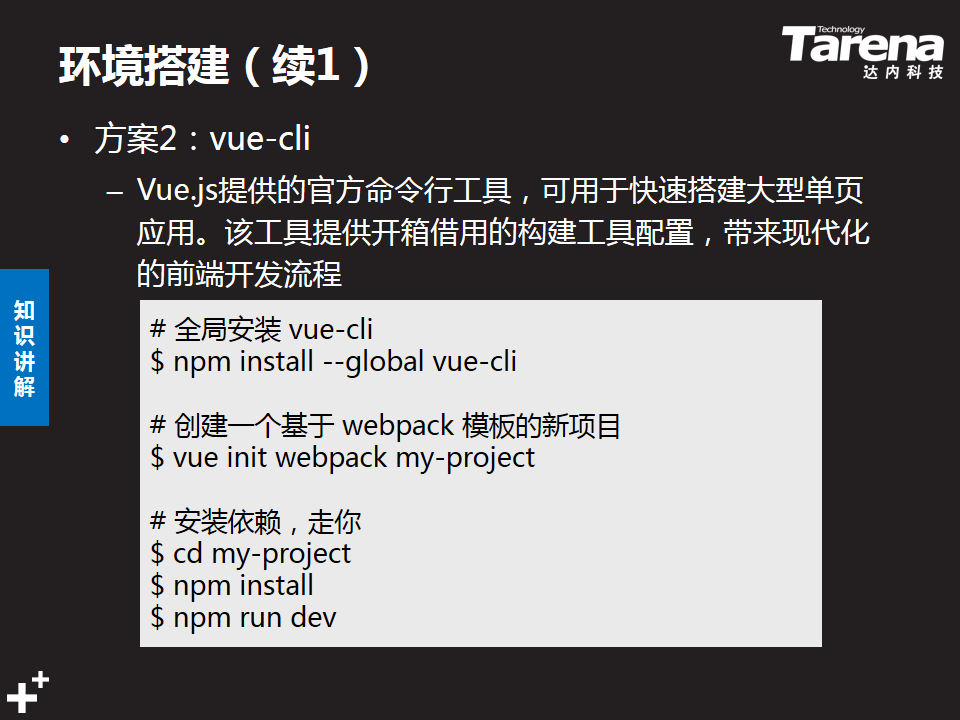 环境搭建（续1）
Technology
Tarena
达内科技
• 方案2：vue-cli
– Vue.js提供的官方命令行工具，可用于快速搭建大型单页
应用。该工具提供开箱借用的构建工具配置，带来现代化
的前端开发流程
知
识
讲
解
# 全局安装 vue-cli
$ npm install --global vue-cli
# 创建一个基于 webpack 模板的新项目
$ vue init webpack my-project
# 安装依赖，走你
$ cd my-project
$ npm install
$ npm run dev